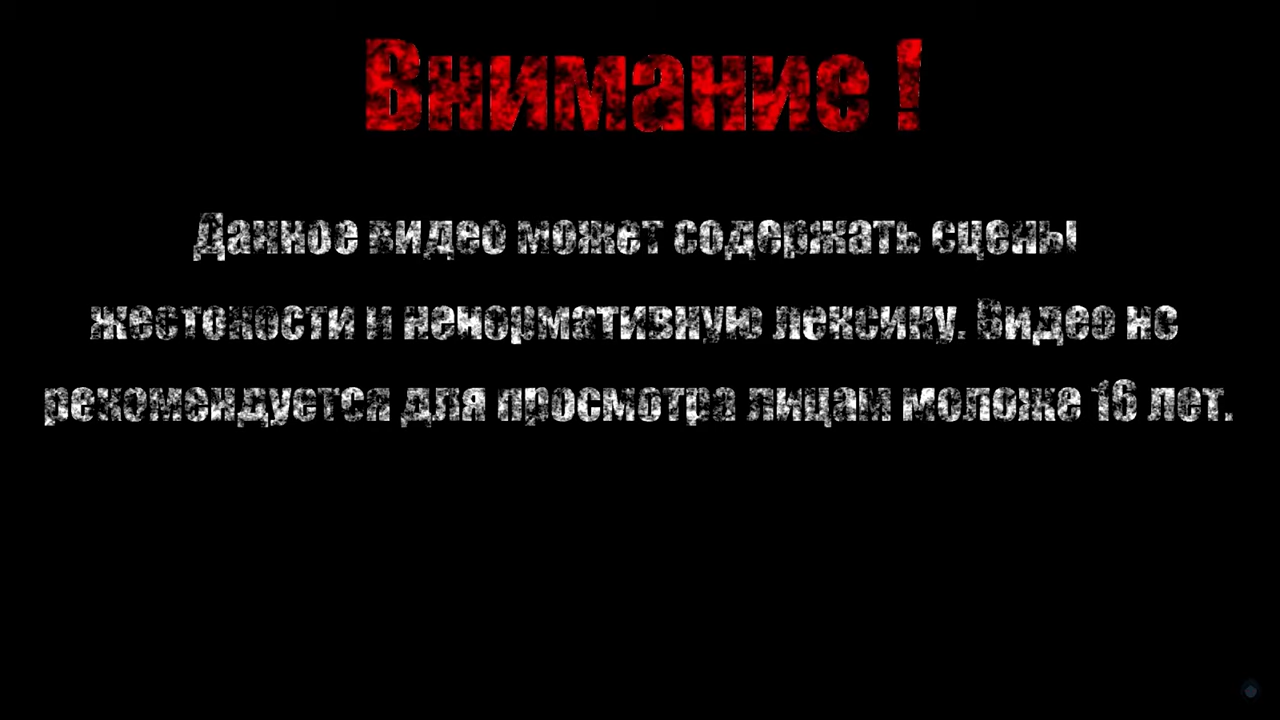 Внимание !
Данное видео может содержать сцены
жестокости и ненормативную лексику. Видео не
рекомендуется для просмотра лицам моложе 16 лет.